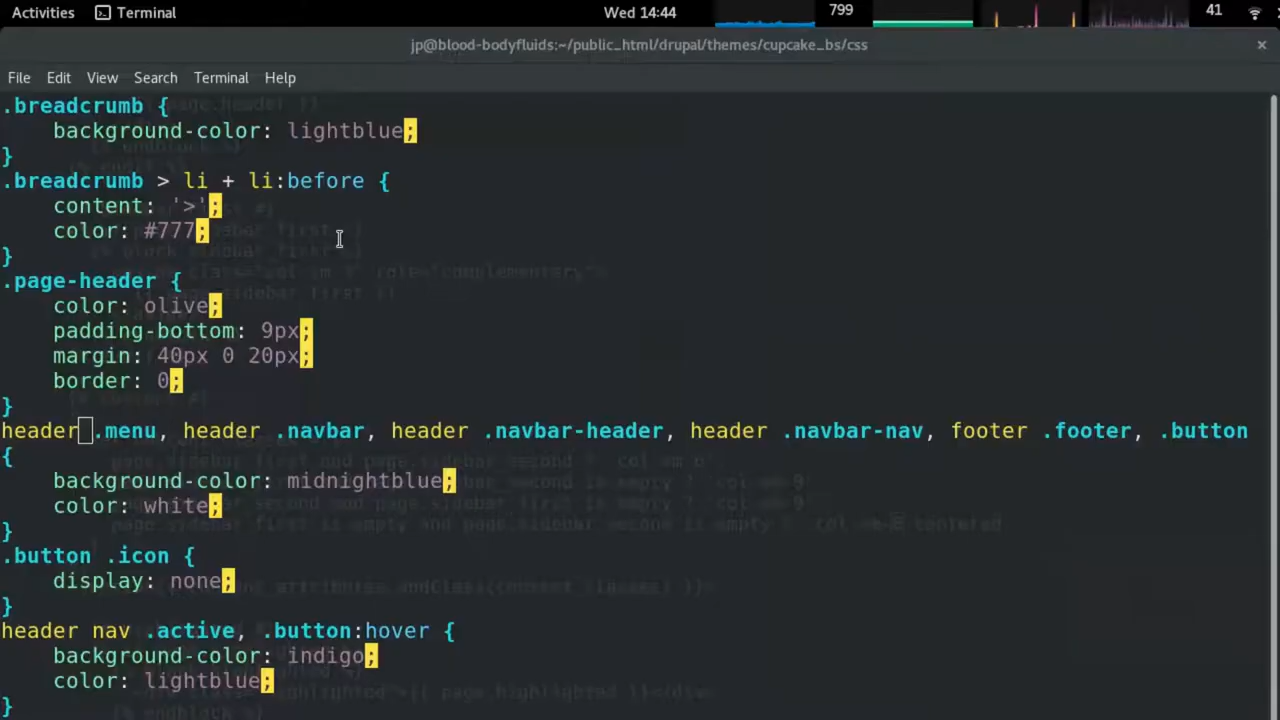 Activities Terminal Wed 14:44 799 41
jp@blood-bodyfluids:~/public_html/drupal/themes/cupcake_bs/css ×
File Edit View Search Terminal Help
.breadcrumb {
    background-color: lightblue;
}
.breadcrumb > li + li:before {
    content: '>';
    color: #777;
}
.page-header {
    color: olive;
    padding-bottom: 9px;
    margin: 40px 0 20px;
    border: 0;
}
header .menu, header .navbar, header .navbar-header, header .navbar-nav, footer .footer, .button
{
    background-color: midnightblue;
    color: white;
}
.button .icon {
    display: none;
}
header nav .active, .button:hover {
    background-color: indigo;
    color: lightblue;
}